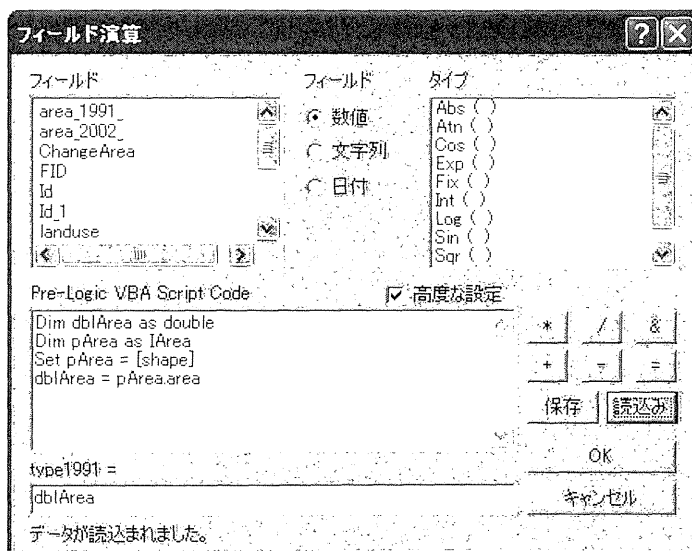 フィールド演算
フィールド
area_1991_
area_2002_
ChangeArea
FID
Id
Id_1
landuse
フィールド
数値
文字列
日付
タイプ
Abs ( )
Atn ( )
Cos ( )
Exp ( )
Fix ( )
Int ( )
Log ( )
Sin ( )
Sqr ( )
Pre-Logic VBA Script Code
高度な設定
Dim dblArea as double
Dim pArea as IArea
Set pArea = [shape]
dblArea = pArea.area
* / &
+ - =
保存 読込み
type1991 =
dblArea
OK
キャンセル
データが読込まれました。